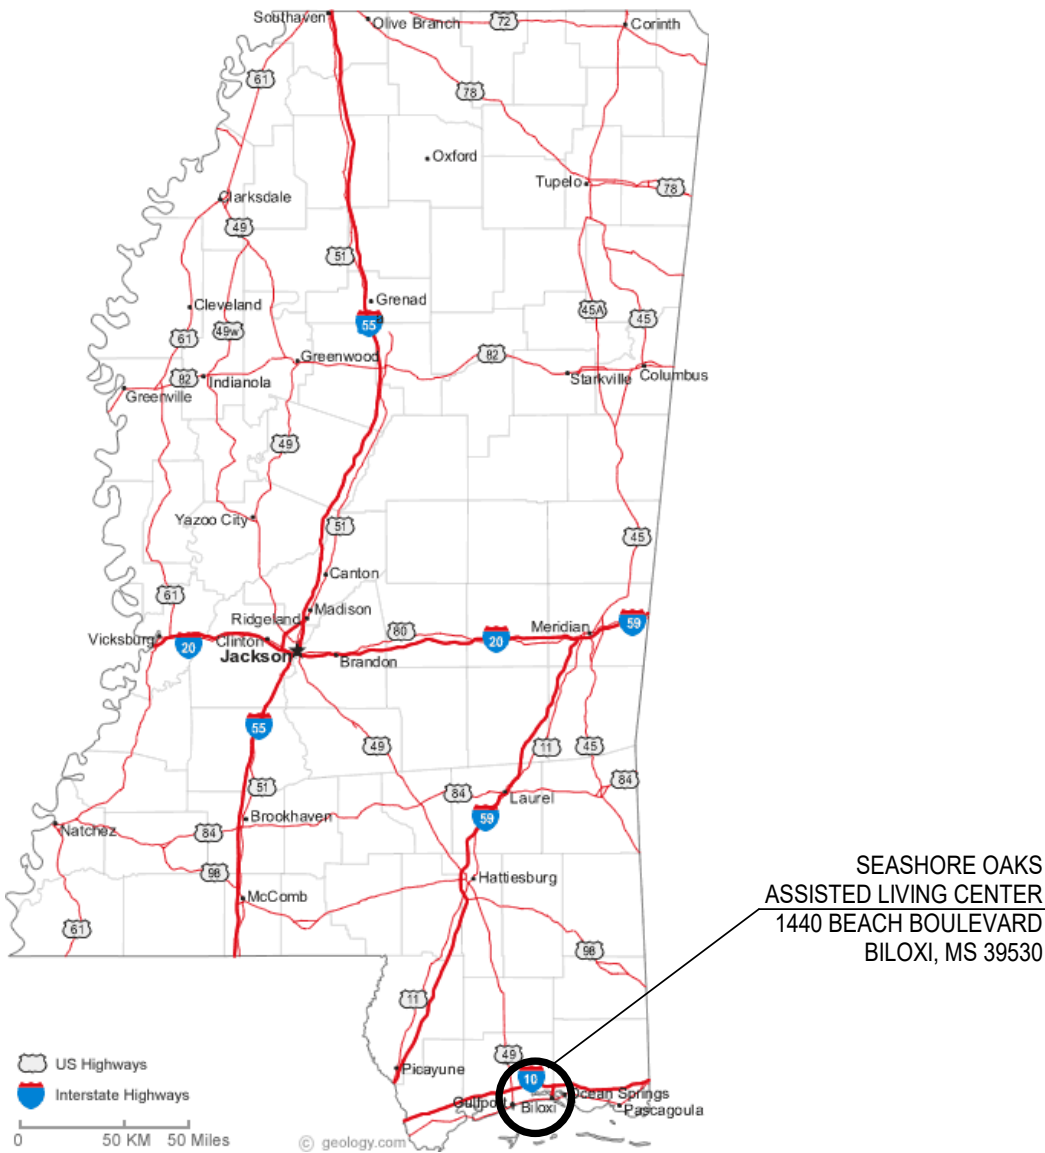 Southaven
Olive Branch
72
Corinth
61
78
Oxford
Tupelo
78
Clarksdale
49
51
Cleveland
Grenad
45A
45
55
61
49w
Greenwood
82
82
Indianola
Starkville
Columbus
Greenville
49
Yazoo City
51
45
Canton
61
Madison
Ridgeland
80
Meridian
59
Vicksburg
20
Clinton
20
Jackson
Brandon
55
49
11
45
51
84
84
Laurel
Natchez
84
Brookhaven
59
98
Hattiesburg
McComb
61
98
SEASHORE OAKS
ASSISTED LIVING CENTER
1440 BEACH BOULEVARD
BILOXI, MS 39530
11
49
Picayune
10
Ocean Springs
Gulfport
Biloxi
Pascagoula
US Highways
Interstate Highways
0 50 KM 50 Miles
© geology.com